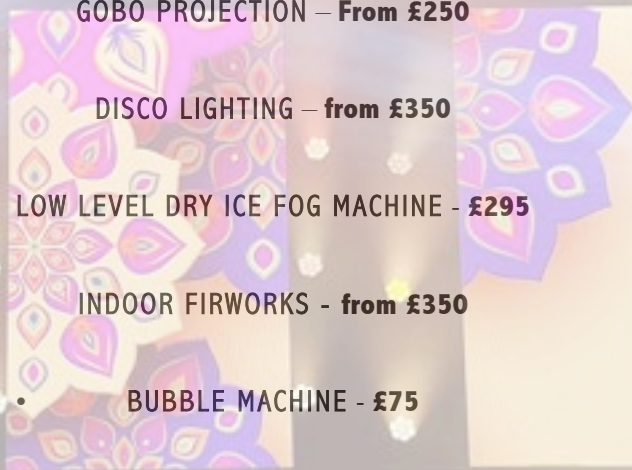 GOBO PROJECTION – From £250
DISCO LIGHTING – from £350
LOW LEVEL DRY ICE FOG MACHINE - £295
INDOOR FIRWORKS - from £350
• BUBBLE MACHINE - £75